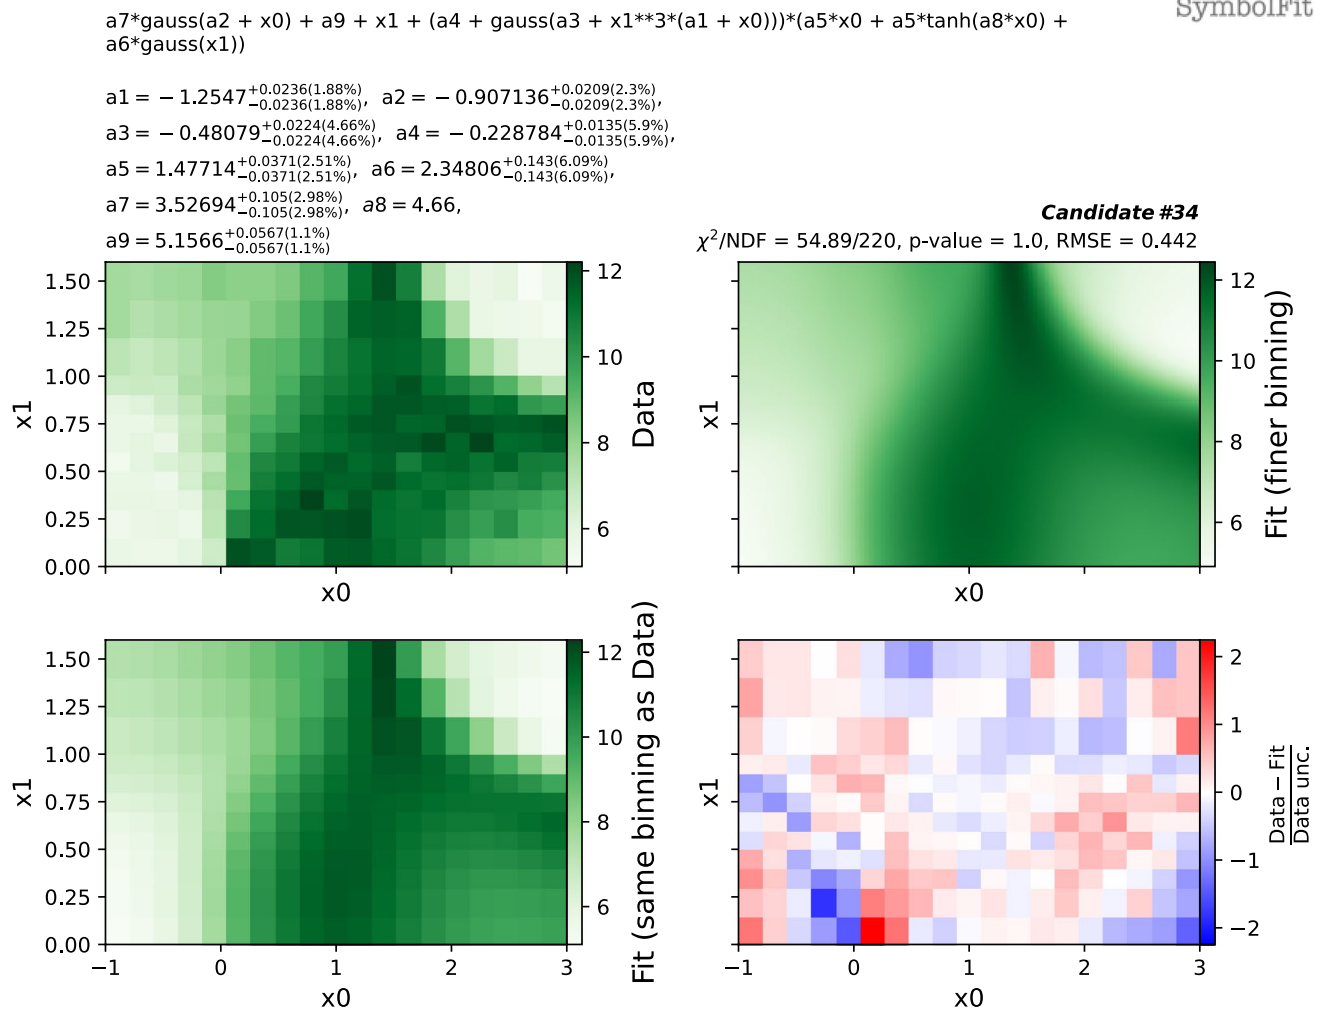 SymbolFit
a7*gauss(a2 + x0) + a9 + x1 + (a4 + gauss(a3 + x1**3*(a1 + x0)))*(a5*x0 + a5*tanh(a8*x0) +
a6*gauss(x1))
a1 = − 1.2547 +0.0236(1.88%) −0.0236(1.88%), a2 = − 0.907136 +0.0209(2.3%) −0.0209(2.3%),
a3 = − 0.48079 +0.0224(4.66%) −0.0224(4.66%), a4 = − 0.228784 +0.0135(5.9%) −0.0135(5.9%),
a5 = 1.47714 +0.0371(2.51%) −0.0371(2.51%), a6 = 2.34806 +0.143(6.09%) −0.143(6.09%),
a7 = 3.52694 +0.105(2.98%) −0.105(2.98%), a8 = 4.66,
a9 = 5.1566 +0.0567(1.1%) −0.0567(1.1%)
Candidate #34
χ²/NDF = 54.89/220, p-value = 1.0, RMSE = 0.442
1.50
1.25
1.00
0.75
0.50
0.25
0.00
x1
x0
12
10
8
6
Data
x1
x0
12
10
8
6
Fit (finer binning)
1.50
1.25
1.00
0.75
0.50
0.25
0.00
x1
−1 0 1 2 3
x0
12
10
8
6
Fit (same binning as Data)
x1
−1 0 1 2 3
x0
2
1
0
−1
−2
Data − Fit
Data unc.